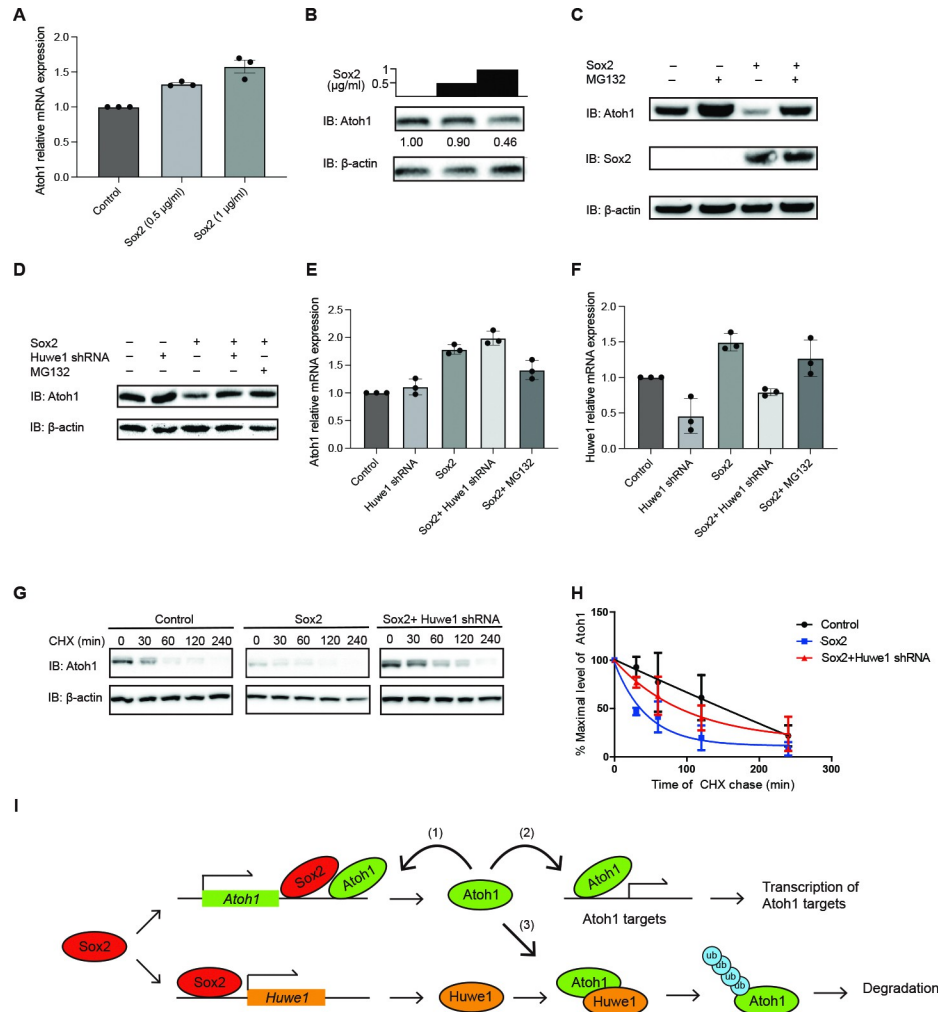 A
Atoh1 relative mRNA expression
2.0
1.5
1.0
0.5
0.0
Control
Sox2 (0.5 µg/ml)
Sox2 (1 µg/ml)
B
Sox2
(µg/ml)
1
0.5
IB: Atoh1
1.00 0.90 0.46
IB: β-actin
C
Sox2 – – + +
MG132 – + – +
IB: Atoh1
IB: Sox2
IB: β-actin
D
Sox2 – – + + +
Huwe1 shRNA – + – + –
MG132 – – – – +
IB: Atoh1
IB: β-actin
E
Atoh1 relative mRNA expression
2.5
2.0
1.5
1.0
0.5
0.0
Control
Huwe1 shRNA
Sox2
Sox2+ Huwe1 shRNA
Sox2+ MG132
F
Huwe1 relative mRNA expression
2.0
1.5
1.0
0.5
0.0
Control
Huwe1 shRNA
Sox2
Sox2+ Huwe1 shRNA
Sox2+ MG132
G
Control Sox2 Sox2+ Huwe1 shRNA
CHX (min) 0 30 60 120 240 0 30 60 120 240 0 30 60 120 240
IB: Atoh1
IB: β-actin
H
% Maximal level of Atoh1
150
100
50
0
0 100 200 300
Time of CHX chase (min)
Control
Sox2
Sox2+Huwe1 shRNA
I
(1) (2)
Sox2
Sox2
Atoh1
Atoh1
Atoh1
Atoh1
Atoh1 targets
Transcription of
Atoh1 targets
(3)
Sox2
Huwe1
Huwe1
Atoh1
Huwe1
ub
ub
ub
ub
Atoh1
Degradation